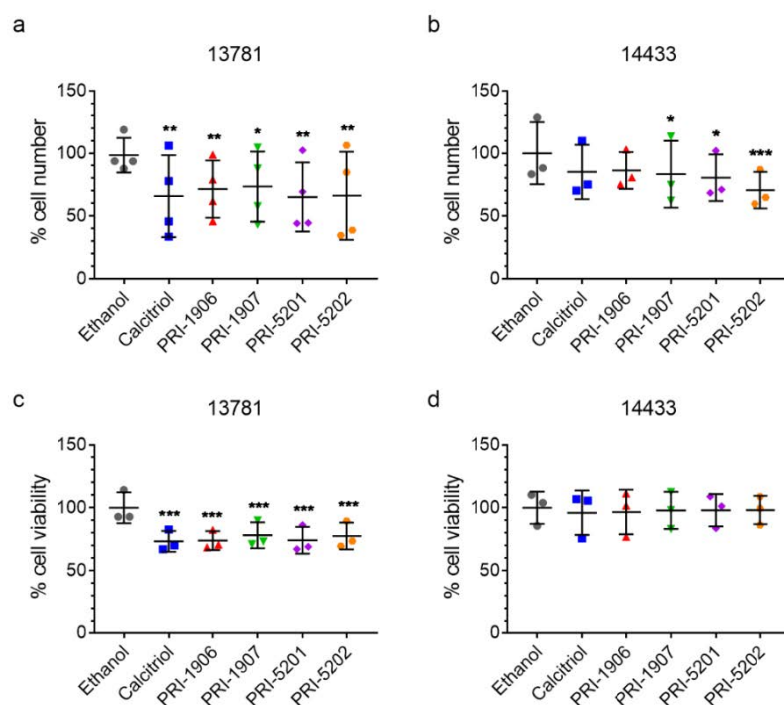 a
13781
% cell number
150
100
50
0
** ** * ** **
Ethanol
Calcitriol
PRI-1906
PRI-1907
PRI-5201
PRI-5202
b
14433
% cell number
150
100
50
0
* * ***
Ethanol
Calcitriol
PRI-1906
PRI-1907
PRI-5201
PRI-5202
c
13781
% cell viability
150
100
50
0
*** *** *** *** ***
Ethanol
Calcitriol
PRI-1906
PRI-1907
PRI-5201
PRI-5202
d
14433
% cell viability
150
100
50
0
Ethanol
Calcitriol
PRI-1906
PRI-1907
PRI-5201
PRI-5202